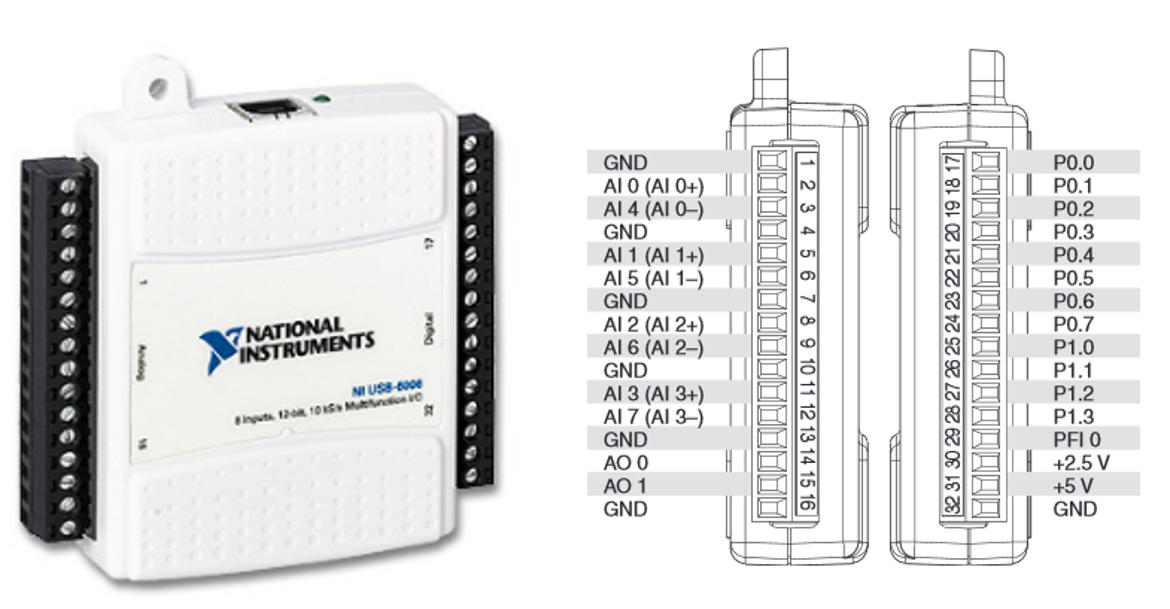 1
17
NATIONAL
INSTRUMENTS
Analog
Digital
NI USB-6008
8 inputs, 12-bit, 10 kS/s Multifunction I/O
16
32
GND
AI 0 (AI 0+)
AI 4 (AI 0–)
GND
AI 1 (AI 1+)
AI 5 (AI 1–)
GND
AI 2 (AI 2+)
AI 6 (AI 2–)
GND
AI 3 (AI 3+)
AI 7 (AI 3–)
GND
AO 0
AO 1
GND
1
2
3
4
5
6
7
8
9
10
11
12
13
14
15
16
17
18
19
20
21
22
23
24
25
26
27
28
29
30
31
32
P0.0
P0.1
P0.2
P0.3
P0.4
P0.5
P0.6
P0.7
P1.0
P1.1
P1.2
P1.3
PFI 0
+2.5 V
+5 V
GND